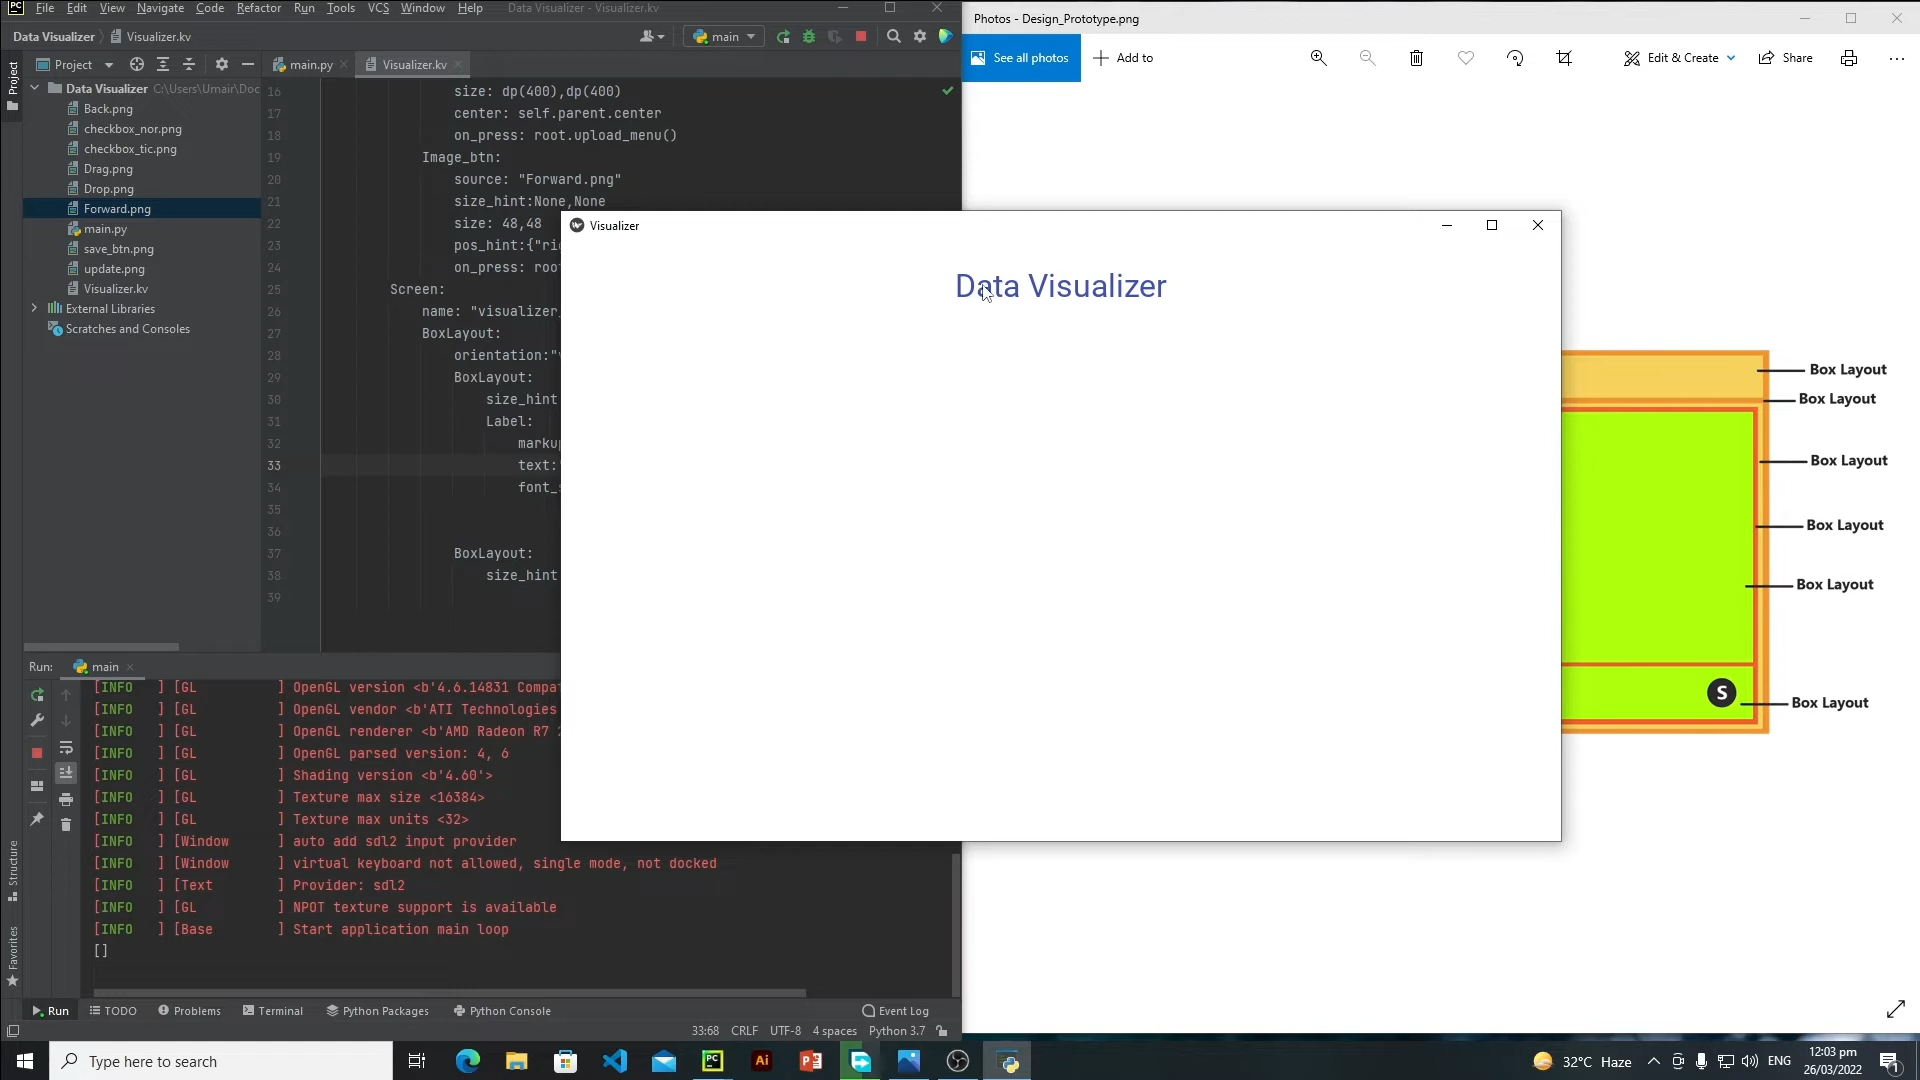 PC File Edit View Navigate Code Refactor Run Tools VCS Window Help Data Visualizer - Visualizer.kv
Data Visualizer Visualizer.kv main
Project main.py Visualizer.kv
Project
Data Visualizer C:\Users\Umair\Doc
Back.png
checkbox_nor.png
checkbox_tic.png
Drag.png
Drop.png
Forward.png
main.py
save_btn.png
update.png
Visualizer.kv
External Libraries
Scratches and Consoles
16 size: dp(400),dp(400)
17 center: self.parent.center
18 on_press: root.upload_menu()
19 Image_btn:
20 source: "Forward.png"
21 size_hint:None,None
22 size: 48,48
23 pos_hint:{"ri
24 on_press: roo
25 Screen:
26 name: "visualizer_
27 BoxLayout:
28 orientation:"v
29 BoxLayout:
30 size_hint
31 Label:
32 marku
33 text:
34 font_s
35
36
37 BoxLayout:
38 size_hint
39
Run: main
[INFO ] [GL ] OpenGL version <b'4.6.14831 Compat
[INFO ] [GL ] OpenGL vendor <b'ATI Technologies
[INFO ] [GL ] OpenGL renderer <b'AMD Radeon R7
[INFO ] [GL ] OpenGL parsed version: 4, 6
[INFO ] [GL ] Shading version <b'4.60'>
[INFO ] [GL ] Texture max size <16384>
[INFO ] [GL ] Texture max units <32>
[INFO ] [Window ] auto add sdl2 input provider
[INFO ] [Window ] virtual keyboard not allowed, single mode, not docked
[INFO ] [Text ] Provider: sdl2
[INFO ] [GL ] NPOT texture support is available
[INFO ] [Base ] Start application main loop
[]
Structure
Favorites
Run TODO Problems Terminal Python Packages Python Console Event Log
33:68 CRLF UTF-8 4 spaces Python 3.7
Photos - Design_Prototype.png
See all photos Add to Edit & Create Share
Visualizer
Data Visualizer
Box Layout
Box Layout
Box Layout
Box Layout
Box Layout
S
Box Layout
Type here to search
PC Ai P
32°C Haze ENG 12:03 pm
26/03/2022
1